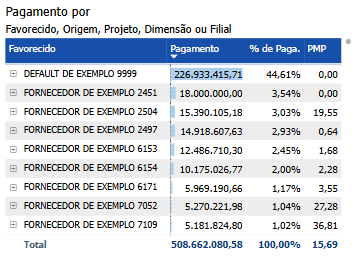 Pagamento por
Favorecido, Origem, Projeto, Dimensão ou Filial
Favorecido Pagamento % de Paga. PMP
DEFAULT DE EXEMPLO 9999 226.933.415,71 44,61% 0,00
FORNECEDOR DE EXEMPLO 2451 18.000.000,00 3,54% 0,00
FORNECEDOR DE EXEMPLO 2504 15.390.105,18 3,03% 19,55
FORNECEDOR DE EXEMPLO 2497 14.918.607,63 2,93% 0,64
FORNECEDOR DE EXEMPLO 6153 12.486.710,30 2,45% 1,68
FORNECEDOR DE EXEMPLO 6154 10.175.026,77 2,00% 2,28
FORNECEDOR DE EXEMPLO 6171 5.969.190,66 1,17% 3,55
FORNECEDOR DE EXEMPLO 7052 5.270.221,98 1,04% 27,28
FORNECEDOR DE EXEMPLO 7109 5.181.824,80 1,02% 36,81
Total 508.662.080,58 100,00% 15,69